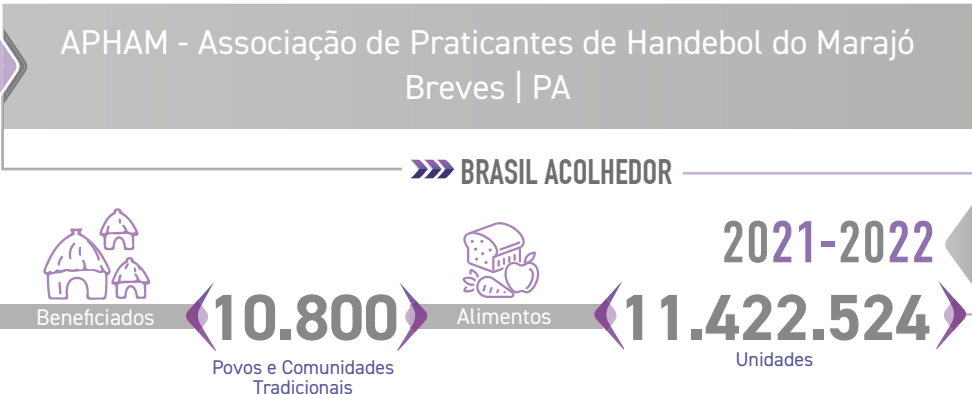 APHAM - Associação de Praticantes de Handebol do Marajó
Breves | PA
BRASIL ACOLHEDOR
2021-2022
Beneficiados
10.800
Povos e Comunidades
Tradicionais
Alimentos
11.422.524
Unidades